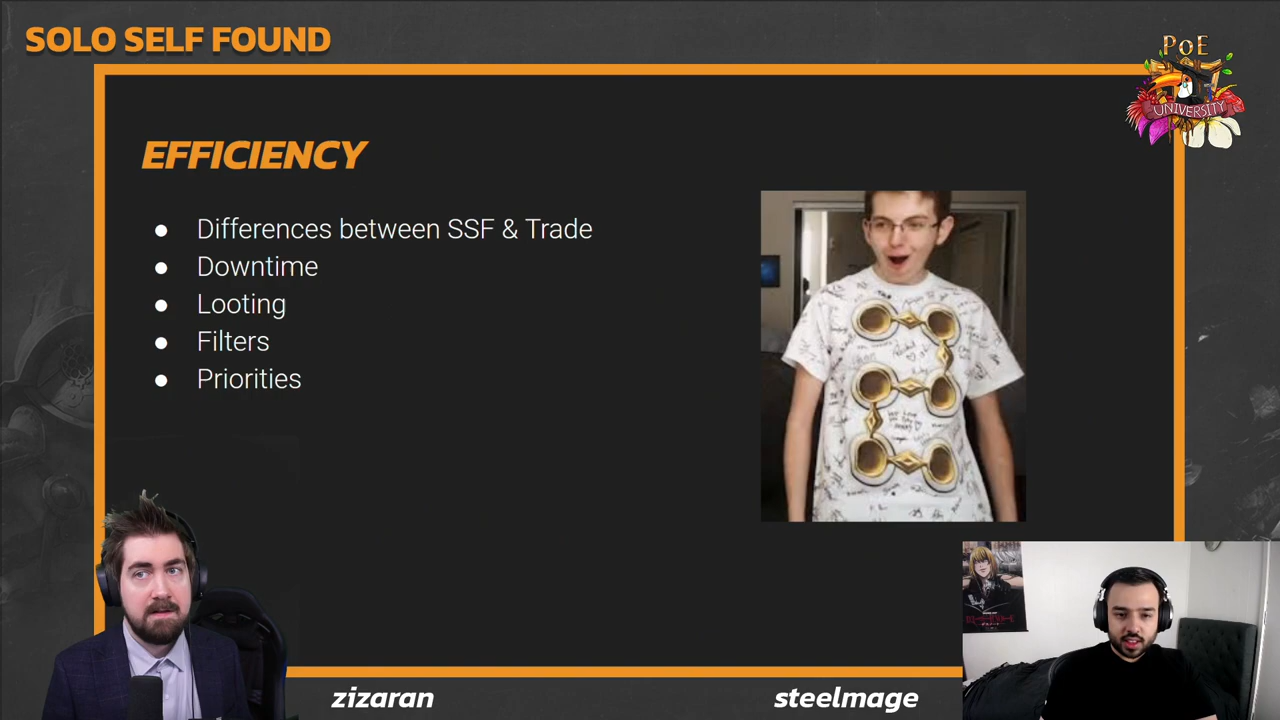 SOLO SELF FOUND
PoE
UNIVERSITY
EFFICIENCY
● Differences between SSF & Trade
● Downtime
● Looting
● Filters
● Priorities
zizaran
steelmage